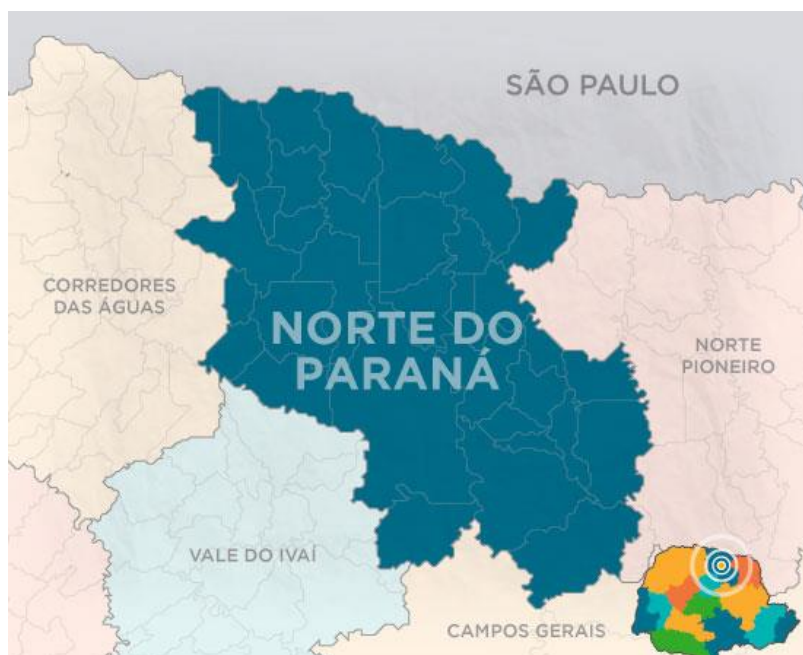 SÃO PAULO
CORREDORES
DAS ÁGUAS
NORTE DO
PARANÁ
NORTE
PIONEIRO
VALE DO IVAÍ
CAMPOS GERAIS